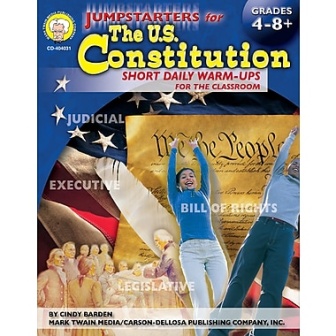 JUMPSTARTERS for
GRADES
4-8+
The U.S.
Constitution
CD-404031
SHORT DAILY WARM-UPS
FOR THE CLASSROOM
JUDICIAL
We the People
EXECUTIVE
BILL OF RIGHTS
LEGISLATIVE
BY CINDY BARDEN
MARK TWAIN MEDIA/CARSON-DELLOSA PUBLISHING COMPANY, INC.